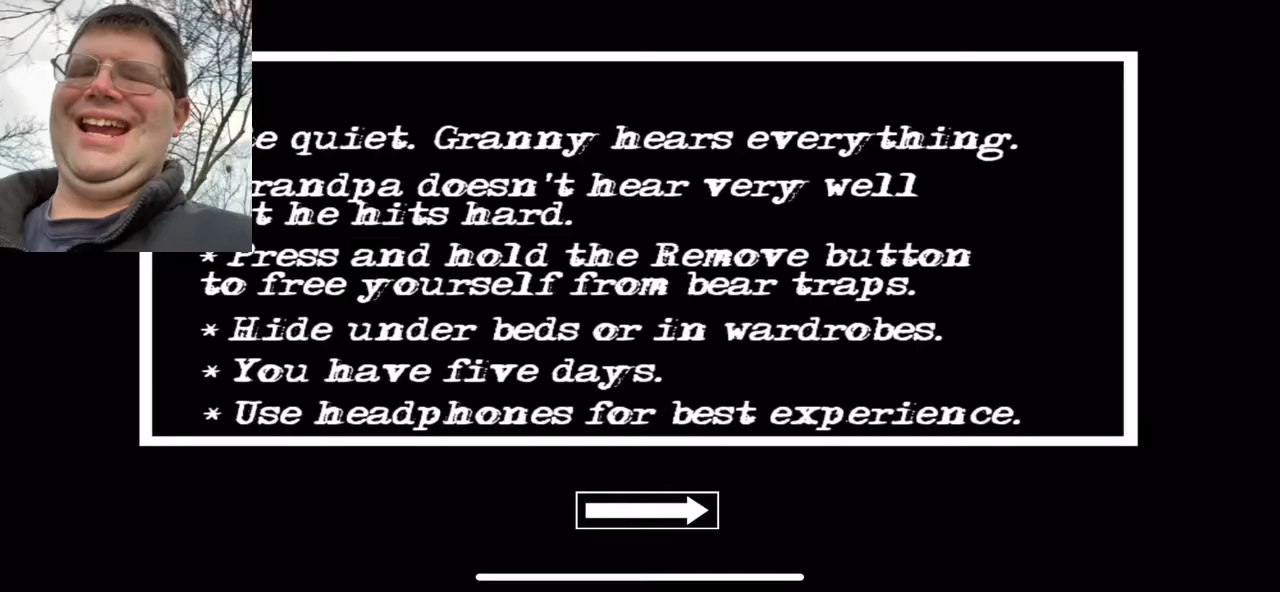 e quiet. Granny hears everything.
randpa doesn't hear very well
t he hits hard.
* Press and hold the Remove button
to free yourself from bear traps.
* Hide under beds or in wardrobes.
* You have five days.
* Use headphones for best experience.